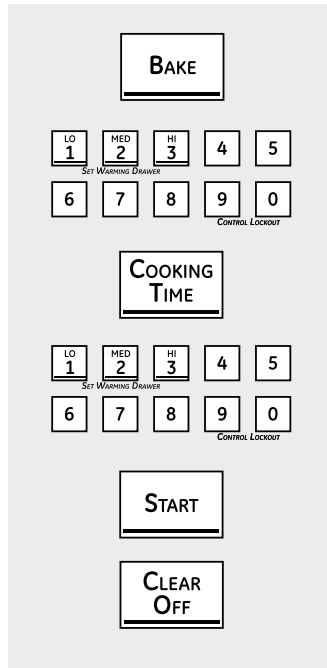 BAKE
LO MED HI
1 2 3 4 5
SET WARMING DRAWER
6 7 8 9 0
CONTROL LOCKOUT
COOKING
TIME
LO MED HI
1 2 3 4 5
SET WARMING DRAWER
6 7 8 9 0
CONTROL LOCKOUT
START
CLEAR
OFF